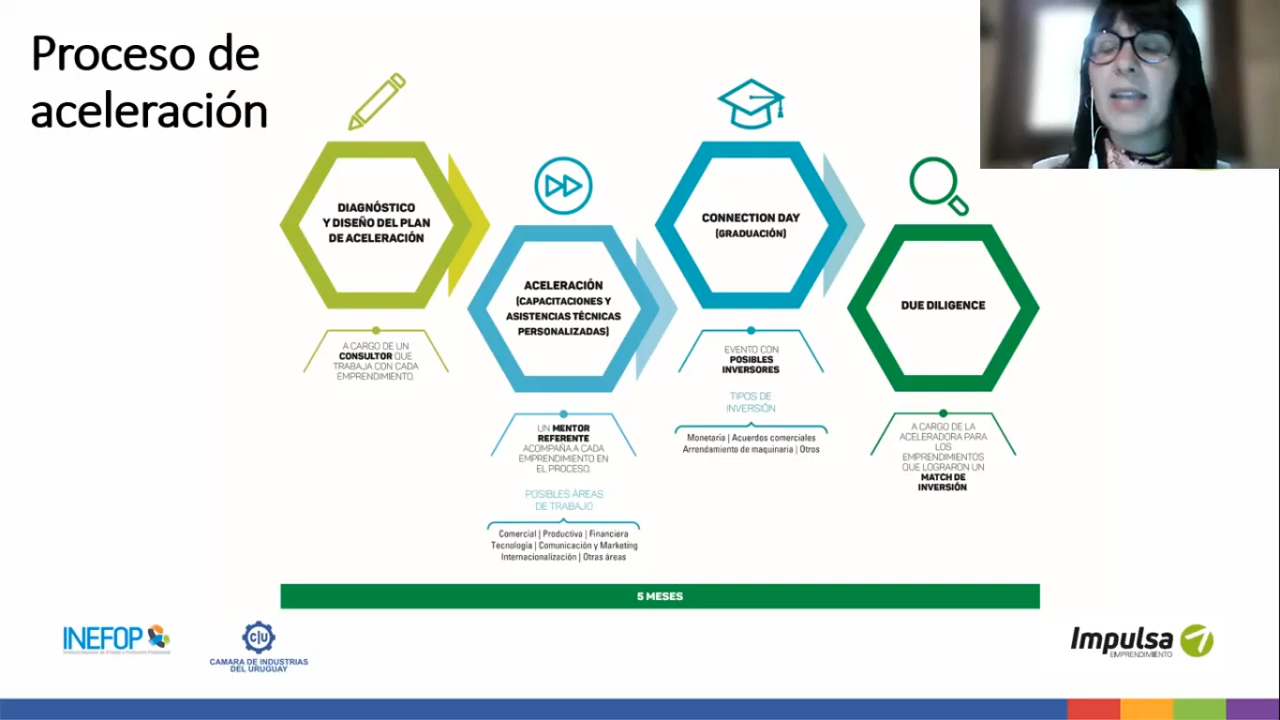 Proceso de
aceleración
DIAGNÓSTICO
Y DISEÑO DEL PLAN
DE ACELERACIÓN
A CARGO DE UN
CONSULTOR QUE
TRABAJA CON CADA
EMPRENDIMIENTO.
ACELERACIÓN
(CAPACITACIONES Y
ASISTENCIAS TÉCNICAS
PERSONALIZADAS)
UN MENTOR
REFERENTE
ACOMPAÑA A CADA
EMPRENDIMIENTO EN
EL PROCESO.
POSIBLES ÁREAS
DE TRABAJO
Comercial | Productiva | Financiera
Tecnología | Comunicación y Marketing
Internacionalización | Otras áreas
CONNECTION DAY
(GRADUACIÓN)
EVENTO CON
POSIBLES
INVERSORES
TIPOS DE
INVERSIÓN
Monetaria | Acuerdos comerciales
Arrendamiento de maquinaria | Otros
DUE DILIGENCE
A CARGO DE LA
ACELERADORA PARA
LOS
EMPRENDIMIENTOS
QUE LOGRARON UN
MATCH DE
INVERSIÓN
5 MESES
INEFOP
CIU
CAMARA DE INDUSTRIAS
DEL URUGUAY
Impulsa
EMPRENDIMIENTO